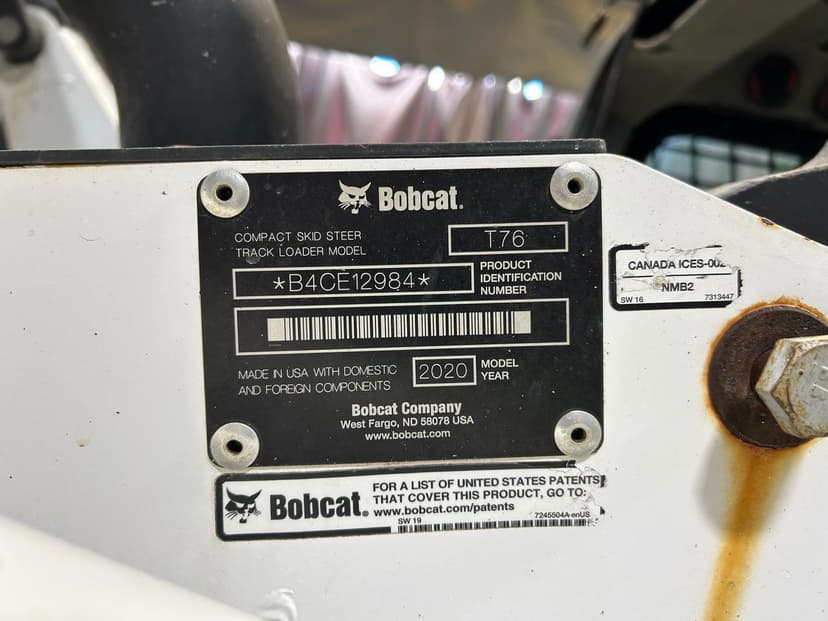 Bobcat.
COMPACT SKID STEER
TRACK LOADER MODEL
T76
*B4CE12984*
PRODUCT
IDENTIFICATION
NUMBER
MADE IN USA WITH DOMESTIC
AND FOREIGN COMPONENTS
2020
MODEL
YEAR
Bobcat Company
West Fargo, ND 58078 USA
www.bobcat.com
CANADA ICES-002
NMB2
SW 16
7313447
Bobcat.
FOR A LIST OF UNITED STATES PATENTS
THAT COVER THIS PRODUCT, GO TO:
www.bobcat.com/patents
SW 19
7245504A-enUS